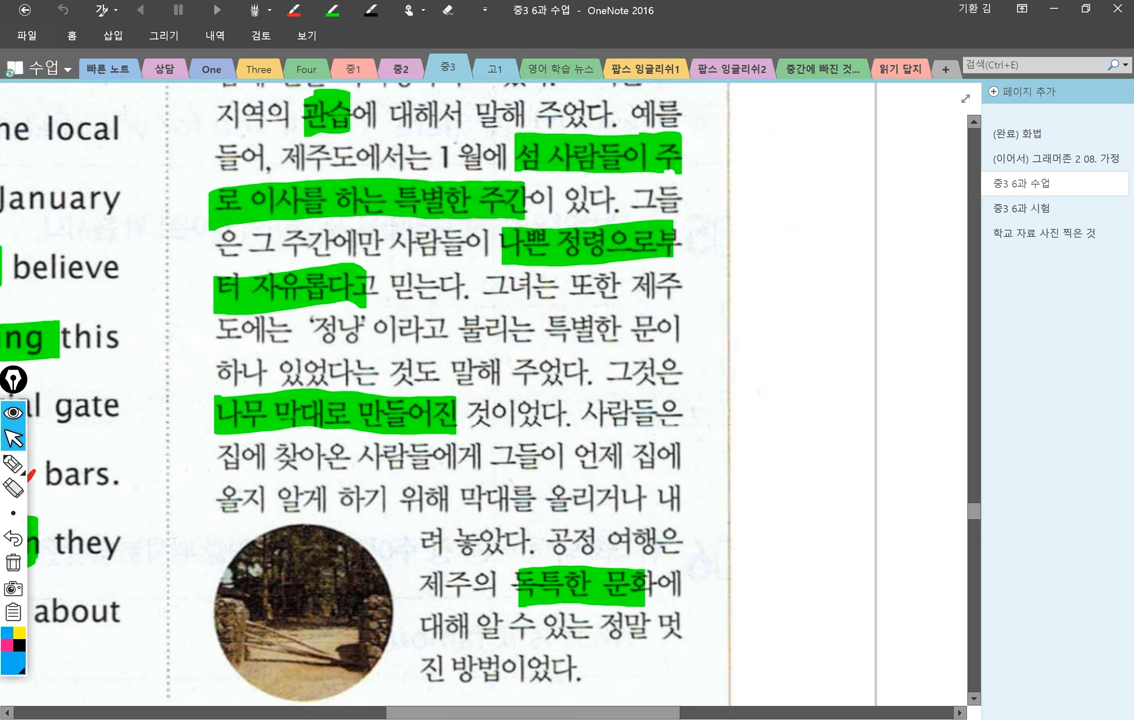 중3 6과 수업 - OneNote 2016
기환 김
파일 홈 삽입 그리기 내역 검토 보기
수업 빠른 노트 상담 One Three Four 중1 중2 중3 고1 영어 학습 뉴스 팝스 잉글리쉬1 팝스 잉글리쉬2 중간에 빠진 것... 읽기 답지 +
검색(Ctrl+E)
페이지 추가
(완료) 화법
(이어서) 그래머존 2 08. 가정
중3 6과 수업
중3 6과 시험
학교 자료 사진 찍은 것
local
January
believe
ng this
al gate
bars.
they
about
지역의 관습에 대해서 말해 주었다. 예를
들어, 제주도에서는 1월에 섬 사람들이 주
로 이사를 하는 특별한 주간이 있다. 그들
은 그 주간에만 사람들이 나쁜 정령으로부
터 자유롭다고 믿는다. 그녀는 또한 제주
도에는 ‘정낭’이라고 불리는 특별한 문이
하나 있었다는 것도 말해 주었다. 그것은
나무 막대로 만들어진 것이었다. 사람들은
집에 찾아온 사람들에게 그들이 언제 집에
올지 알게 하기 위해 막대를 올리거나 내
려 놓았다. 공정 여행은
제주의 독특한 문화에
대해 알 수 있는 정말 멋
진 방법이었다.